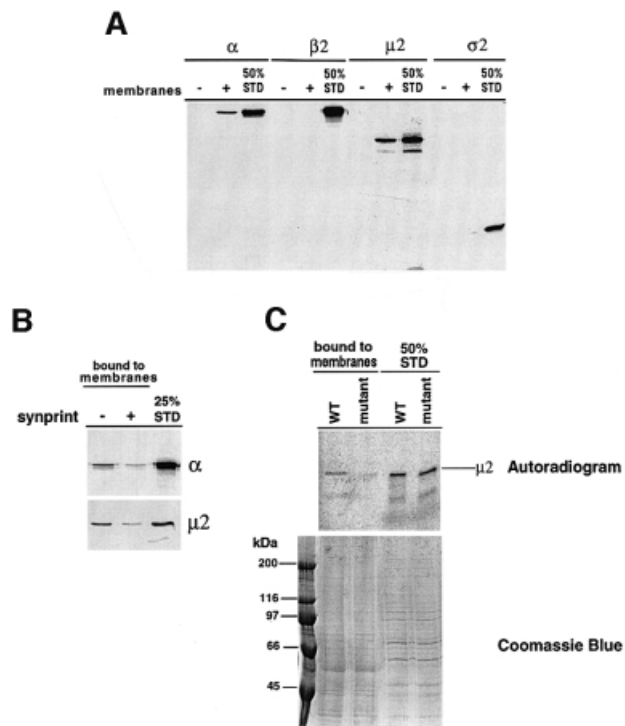 A
α β2 μ2 σ2
membranes - + 50% STD - + 50% STD - + 50% STD - + 50% STD
B
bound to membranes
synprint - + 25% STD
α
μ2
C
bound to membranes 50% STD
WT mutant WT mutant
μ2 Autoradiogram
kDa
200
116
97
66
45
Coomassie Blue